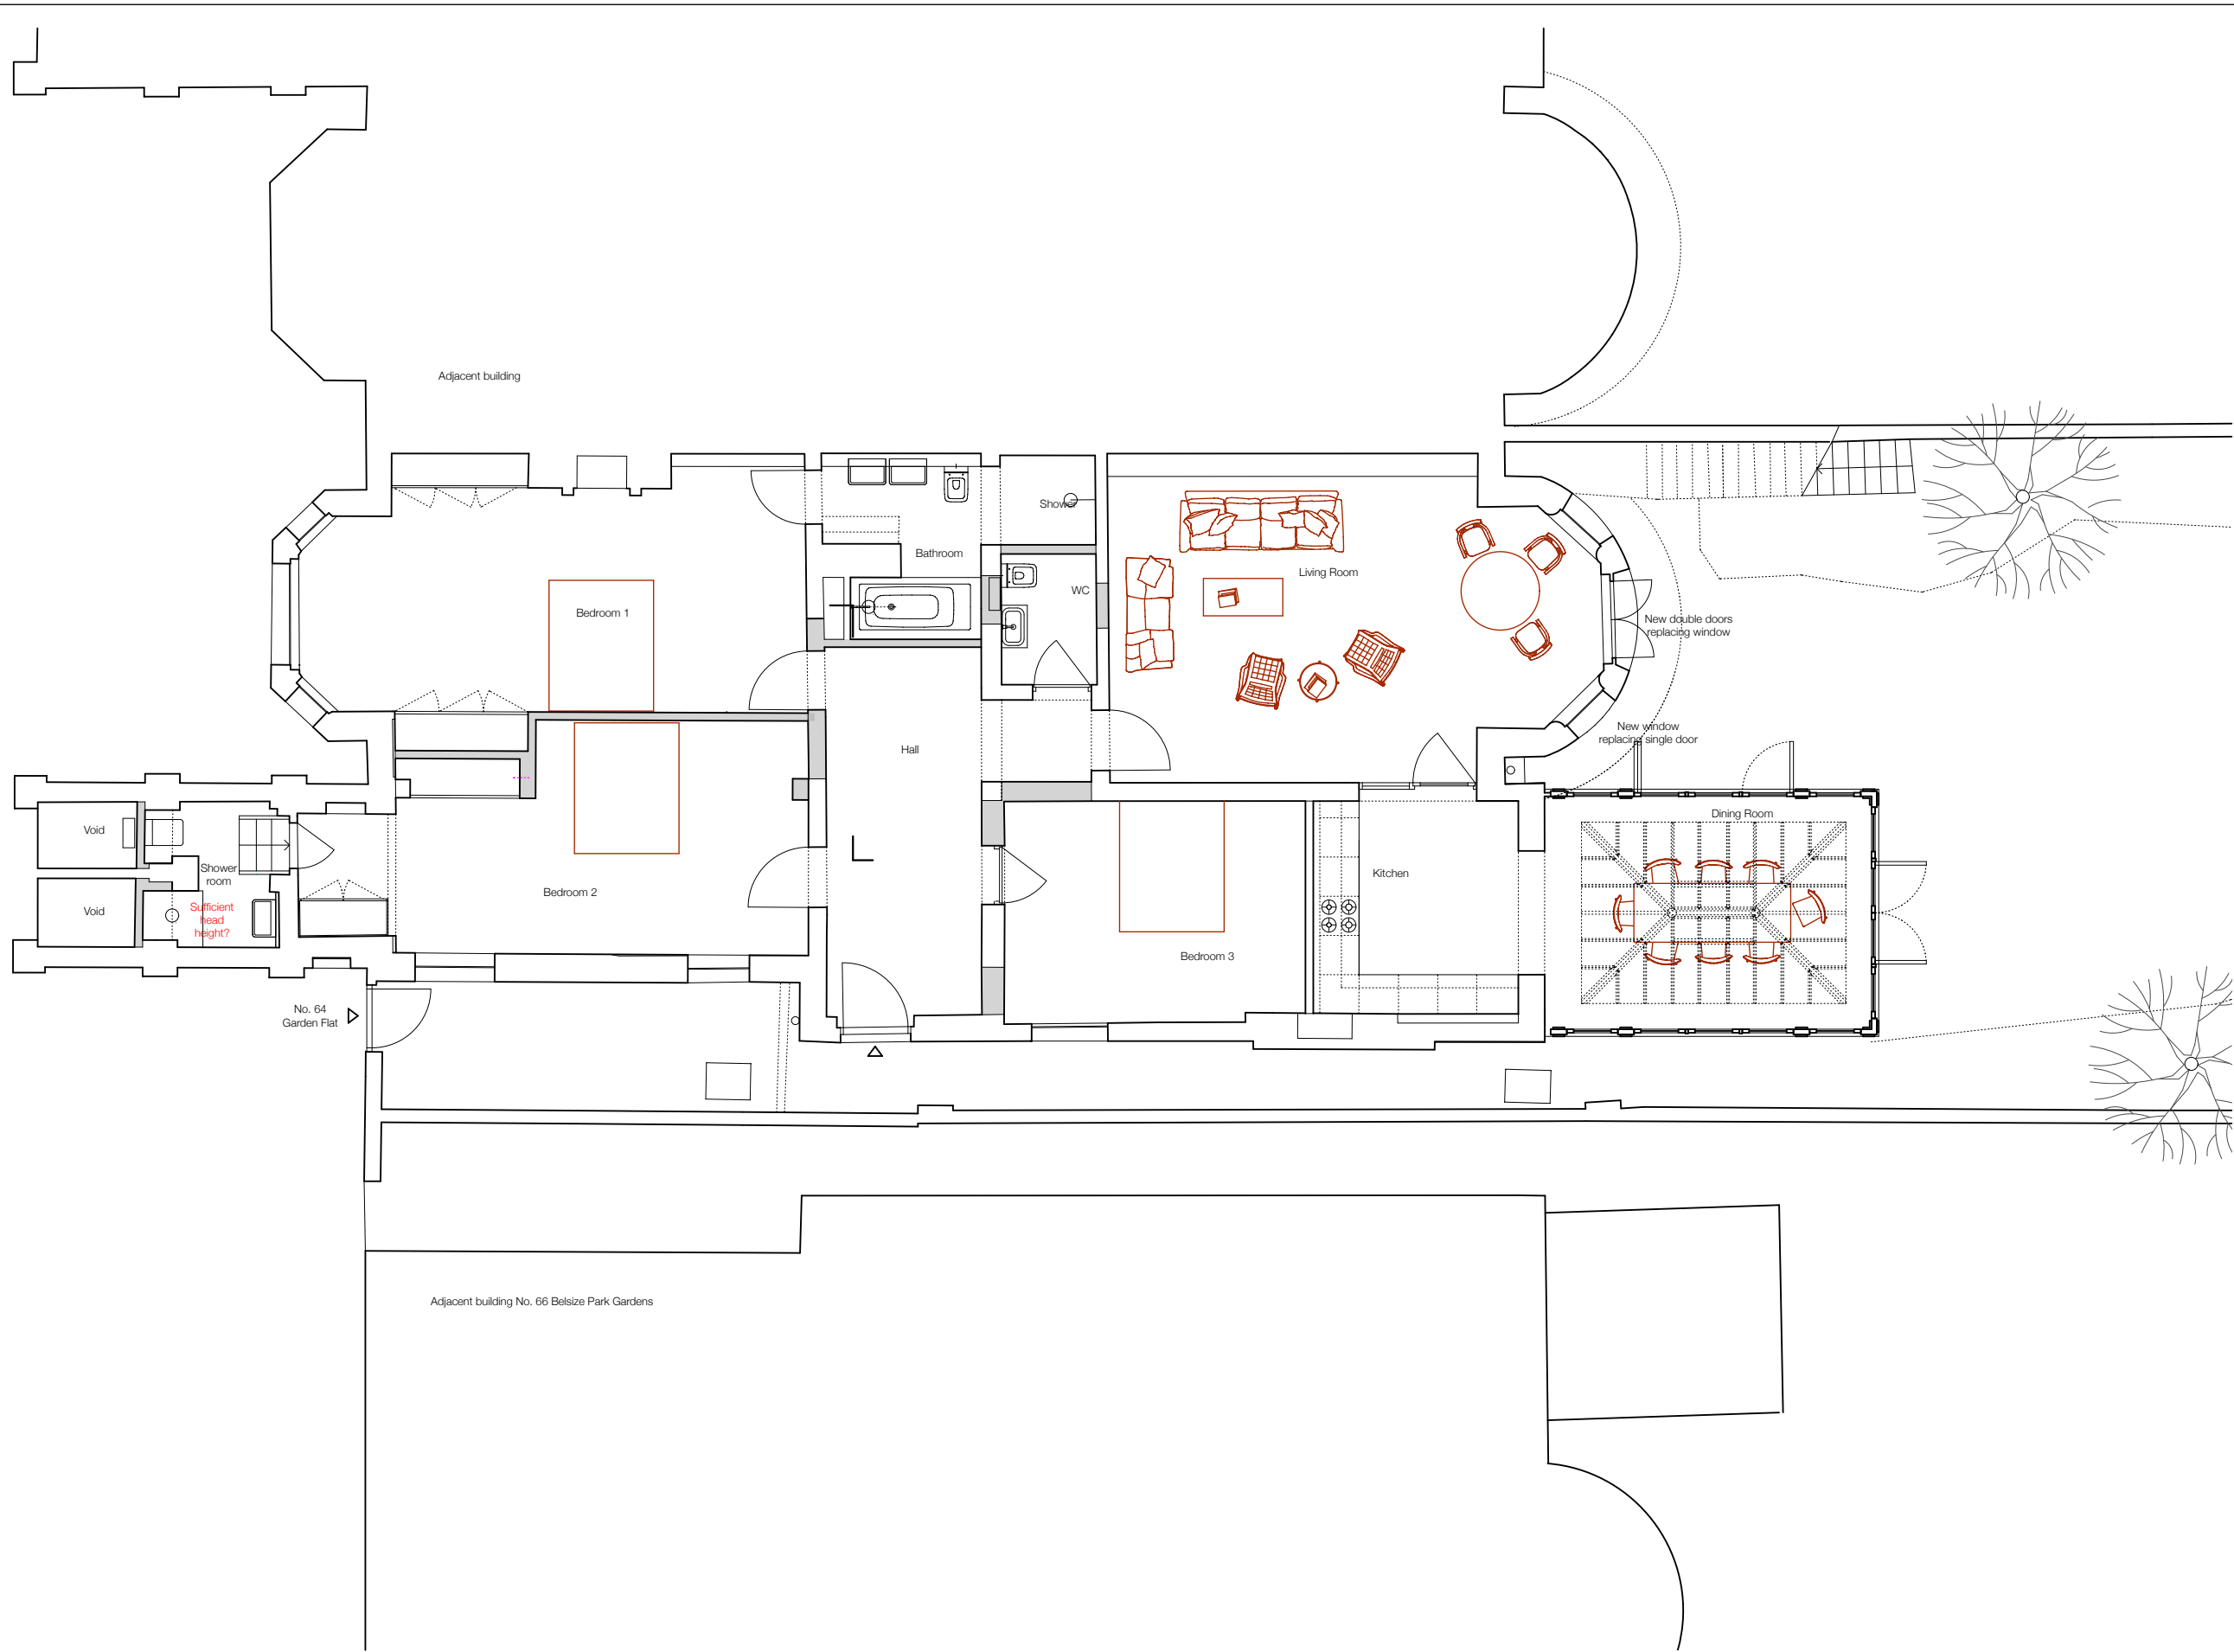 Adjacent building
Shower
Bathroom
Living Room
WC
Bedroom 1
New double doors
replacing window
New window
replacing single door
Hall
Dining Room
Void
Shower
room
Kitchen
Bedroom 2
Void
Sufficient
head
height?
Bedroom 3
No. 64
Garden Flat
Adjacent building No. 66 Belsize Park Gardens